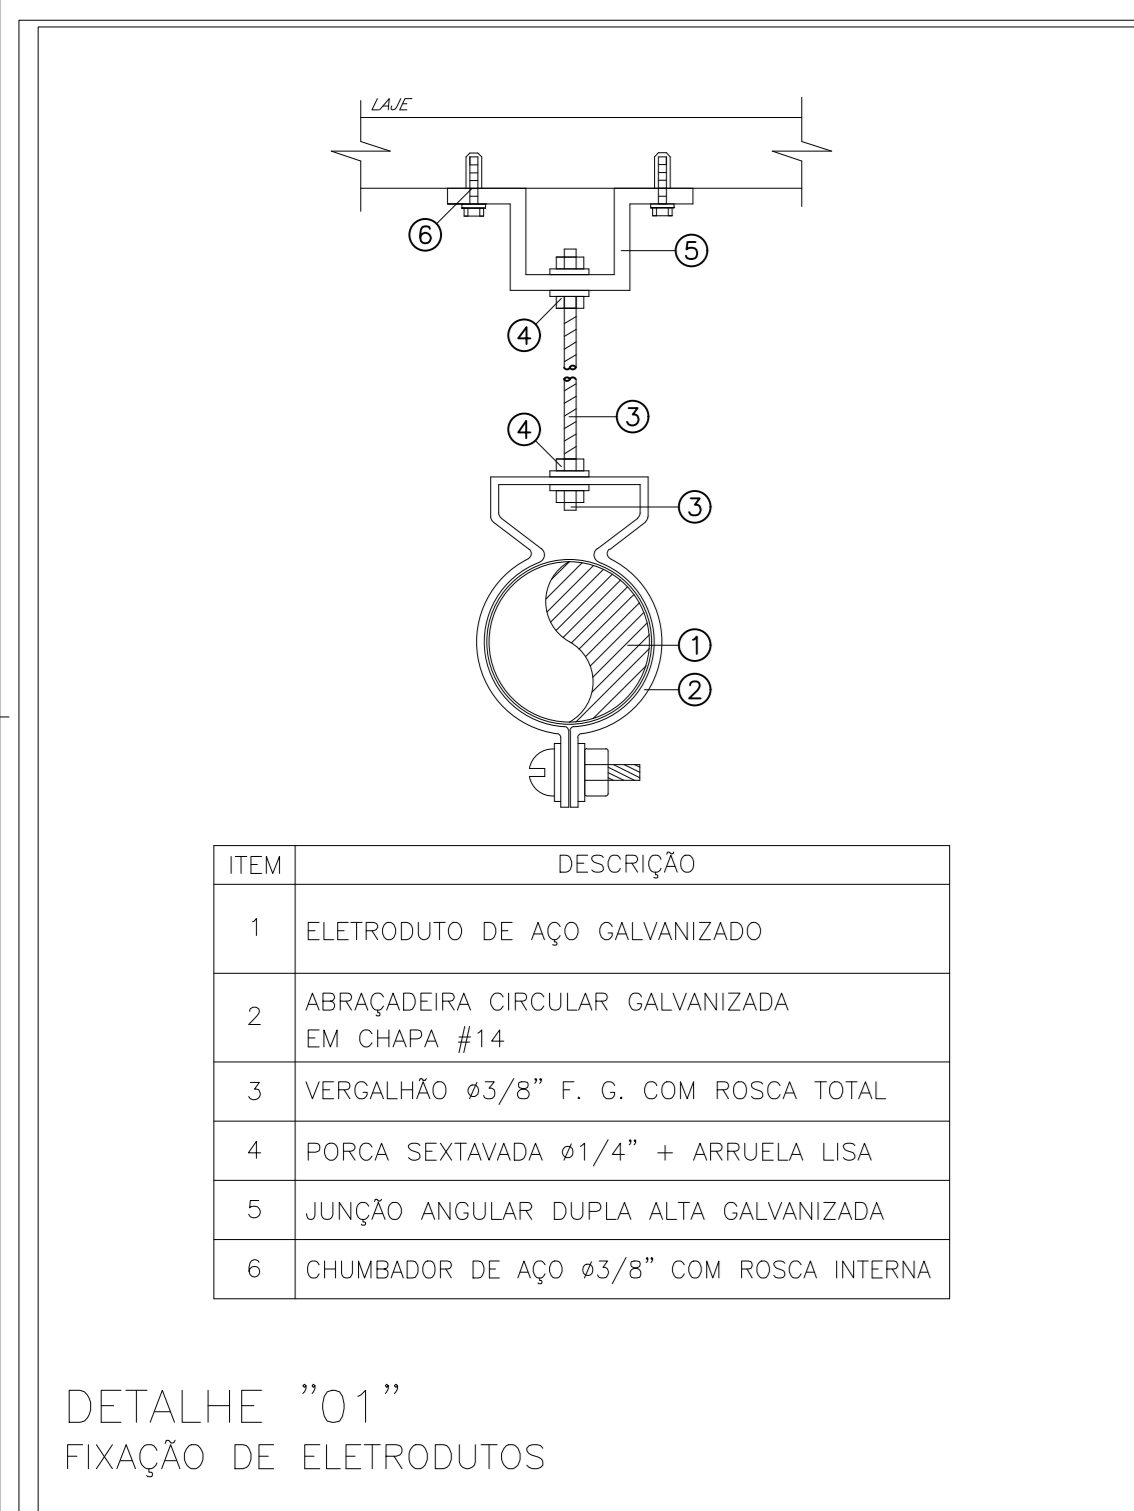 LAJE
6
5
4
3
4
3
1
2
ITEM DESCRIÇÃO
1 ELETRODUTO DE AÇO GALVANIZADO
2 ABRAÇADEIRA CIRCULAR GALVANIZADA
EM CHAPA #14
3 VERGALHÃO ø3/8” F. G. COM ROSCA TOTAL
4 PORCA SEXTAVADA ø1/4” + ARRUELA LISA
5 JUNÇÃO ANGULAR DUPLA ALTA GALVANIZADA
6 CHUMBADOR DE AÇO ø3/8” COM ROSCA INTERNA
DETALHE ”01”
FIXAÇÃO DE ELETRODUTOS